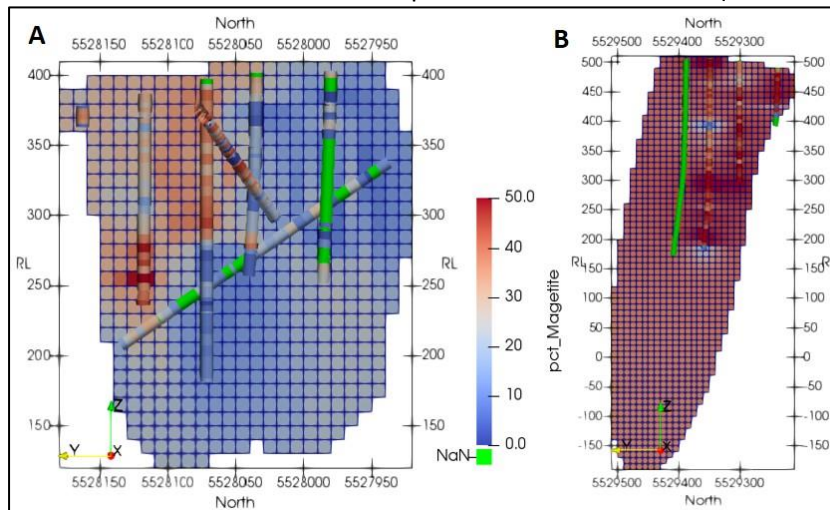 A
North
5528150 5528100 5528050 5528000 5527950
400 400
350 350
300 300
RL RL
250 250
200 200
150 150
Z
Y X
5528150 5528100 5528050 5528000 5527950
North
50.0
40
30
20
10
0.0
pct_Magetite
NaN
B
North
5529500 5529400 5529300
500 500
450 450
400 400
350 350
300 300
250 250
200 200
RL 150 150 R
100 100
50 50
0 0
-50 -50
-100 -100
-150 -150
Z
Y X
5529500 5529400 5529300
North